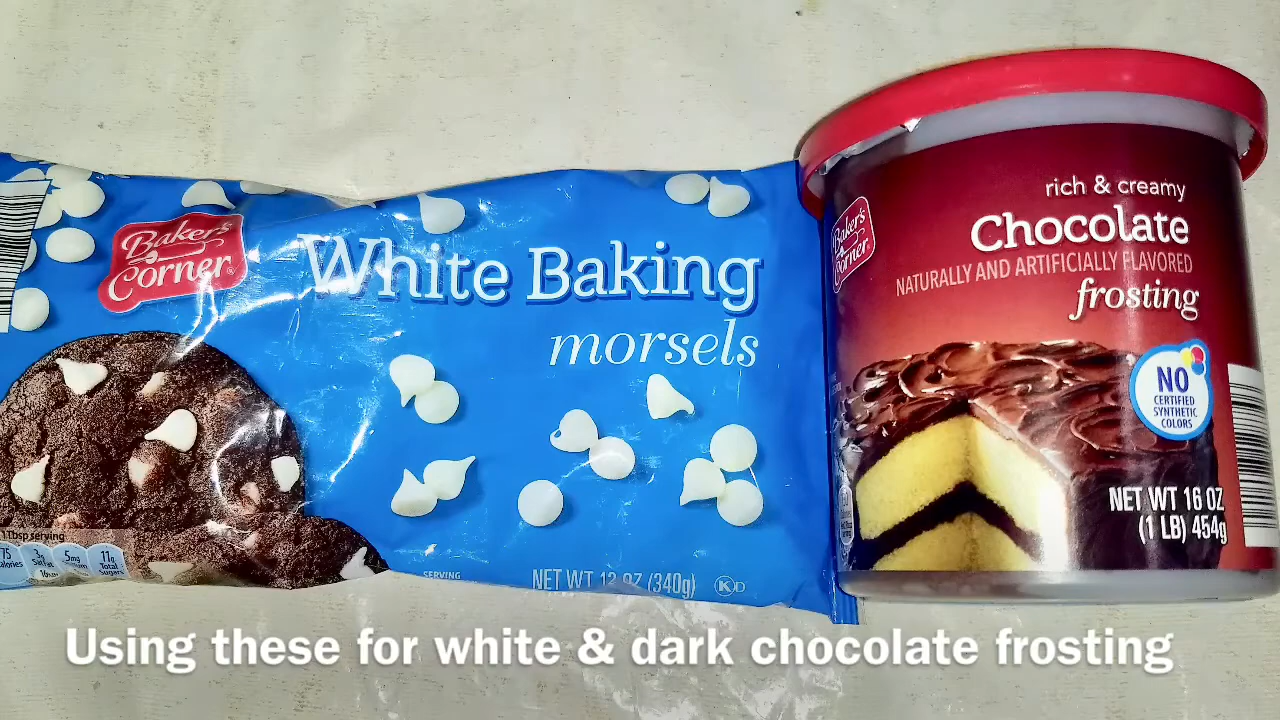 Baker's
Corner
White Baking
morsels
1 Tbsp serving
75
calories
3g
5mg
11g
Total
Sugars
SERVING
NET WT 12 OZ (340g)
K D
Baker's
Corner
rich & creamy
Chocolate
NATURALLY AND ARTIFICIALLY FLAVORED
frosting
NO
CERTIFIED
SYNTHETIC
COLORS
NET WT 16 OZ
(1 LB) 454g
Using these for white & dark chocolate frosting